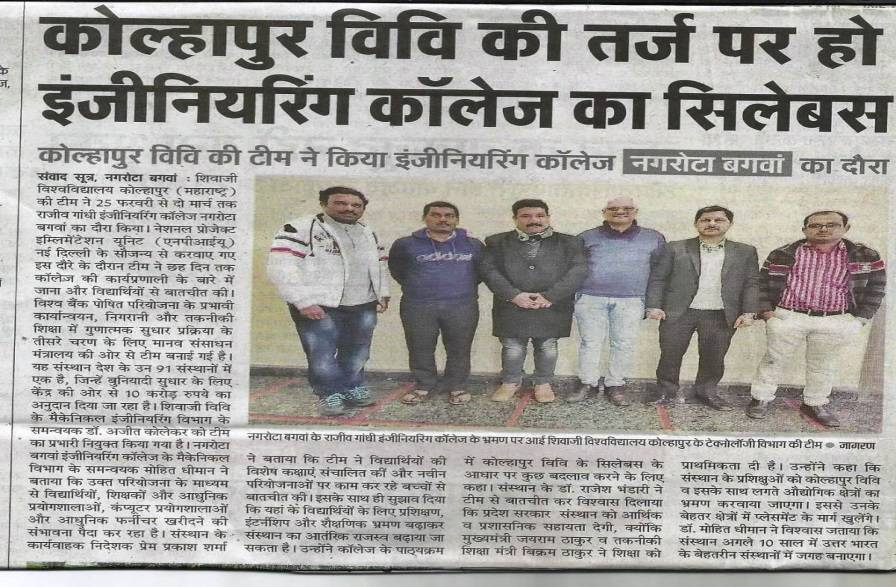 कोल्हापुर विवि की तर्ज पर हो
इंजीनियरिंग कॉलेज का सिलेबस
कोल्हापुर विवि की टीम ने किया इंजीनियरिंग कॉलेज नगरोटा बगवां का दौरा
संवाद सूत्र, नगरोटा बगवां : शिवाजी
विश्वविद्यालय कोल्हापुर (महाराष्ट्र)
की टीम ने 25 फरवरी से दो मार्च तक
राजीव गांधी इंजीनियरिंग कॉलेज नगरोटा
बगवां का दौरा किया। नेशनल प्रोजेक्ट
इम्लिमेंटेशन यूनिट (एनपीआईयू)
नई दिल्ली के सौजन्य से करवाए गए
इस दौरे के दौरान टीम ने छह दिन तक
कॉलेज की कार्यप्रणाली के बारे में
जाना और विद्यार्थियों से बातचीत की।
विश्व बैंक पोषित परियोजना के प्रभावी
कार्यान्वयन, निगरानी और तकनीकी
शिक्षा में गुणात्मक सुधार प्रक्रिया के
तीसरे चरण के लिए मानव संसाधन
मंत्रालय की ओर से टीम बनाई गई है।
यह संस्थान देश के उन 91 संस्थानों में
एक है, जिन्हें बुनियादी सुधार के लिए
केंद्र की ओर से 10 करोड़ रुपये का
अनुदान दिया जा रहा है। शिवाजी विवि
के मैकेनिकल इंजीनियरिंग विभाग के
समन्वयक डॉ. अजीत कोलेकर को टीम
का प्रभारी नियुक्त किया गया है। नगरोटा
बगवां इंजीनियरिंग कॉलेज के मैकेनिकल
विभाग के समन्वयक मोहित धीमान ने
बताया कि उक्त परियोजना के माध्यम
से विद्यार्थियों, शिक्षकों और आधुनिक
प्रयोगशालाओं, कंप्यूटर प्रयोगशालाओं
और आधुनिक फर्नीचर खरीदने की
संभावना पैदा कर रहा है। संस्थान के
कार्यवाहक निदेशक प्रेम प्रकाश शर्मा
नगरोटा बगवां के राजीव गांधी इंजीनियरिंग कॉलेज के भ्रमण पर आई शिवाजी विश्वविद्यालय कोल्हापुर के टेक्नोलॉजी विभाग की टीम ● जागरण
ने बताया कि टीम ने विद्यार्थियों की
विशेष कक्षाएं संचालित कीं और नवीन
परियोजनाओं पर काम कर रहे बच्चों से
बातचीत की। इसके साथ ही सुझाव दिया
कि यहां के विद्यार्थियों के लिए प्रशिक्षण,
इंटर्नशिप और शैक्षणिक भ्रमण बढ़ाकर
संस्थान का आतंरिक राजस्व बढ़ाया जा
सकता है। उन्होंने कॉलेज के पाठ्यक्रम
में कोल्हापुर विवि के सिलेबस के
आधार पर कुछ बदलाव करने के लिए
कहा। संस्थान के डॉ. राजेश भंडारी ने
टीम से बातचीत कर विश्वास दिलाया
कि प्रदेश सरकार संस्थान को आर्थिक
व प्रशासनिक सहायता देगी, क्योंकि
मुख्यमंत्री जयराम ठाकुर व तकनीकी
शिक्षा मंत्री बिक्रम ठाकुर ने शिक्षा को
प्राथमिकता दी है। उन्होंने कहा कि
संस्थान के प्रशिक्षुओं को कोल्हापुर विवि
व इसके साथ लगते औद्योगिक क्षेत्रों का
भ्रमण करवाया जाएगा। इससे उनके
बेहतर क्षेत्रों में प्लेसमेंट के मार्ग खुलेंगे।
डॉ. मोहित धीमान ने विश्वास जताया कि
संस्थान अगले 10 साल में उत्तर भारत
के बेहतरीन संस्थानों में जगह बनाएगा।